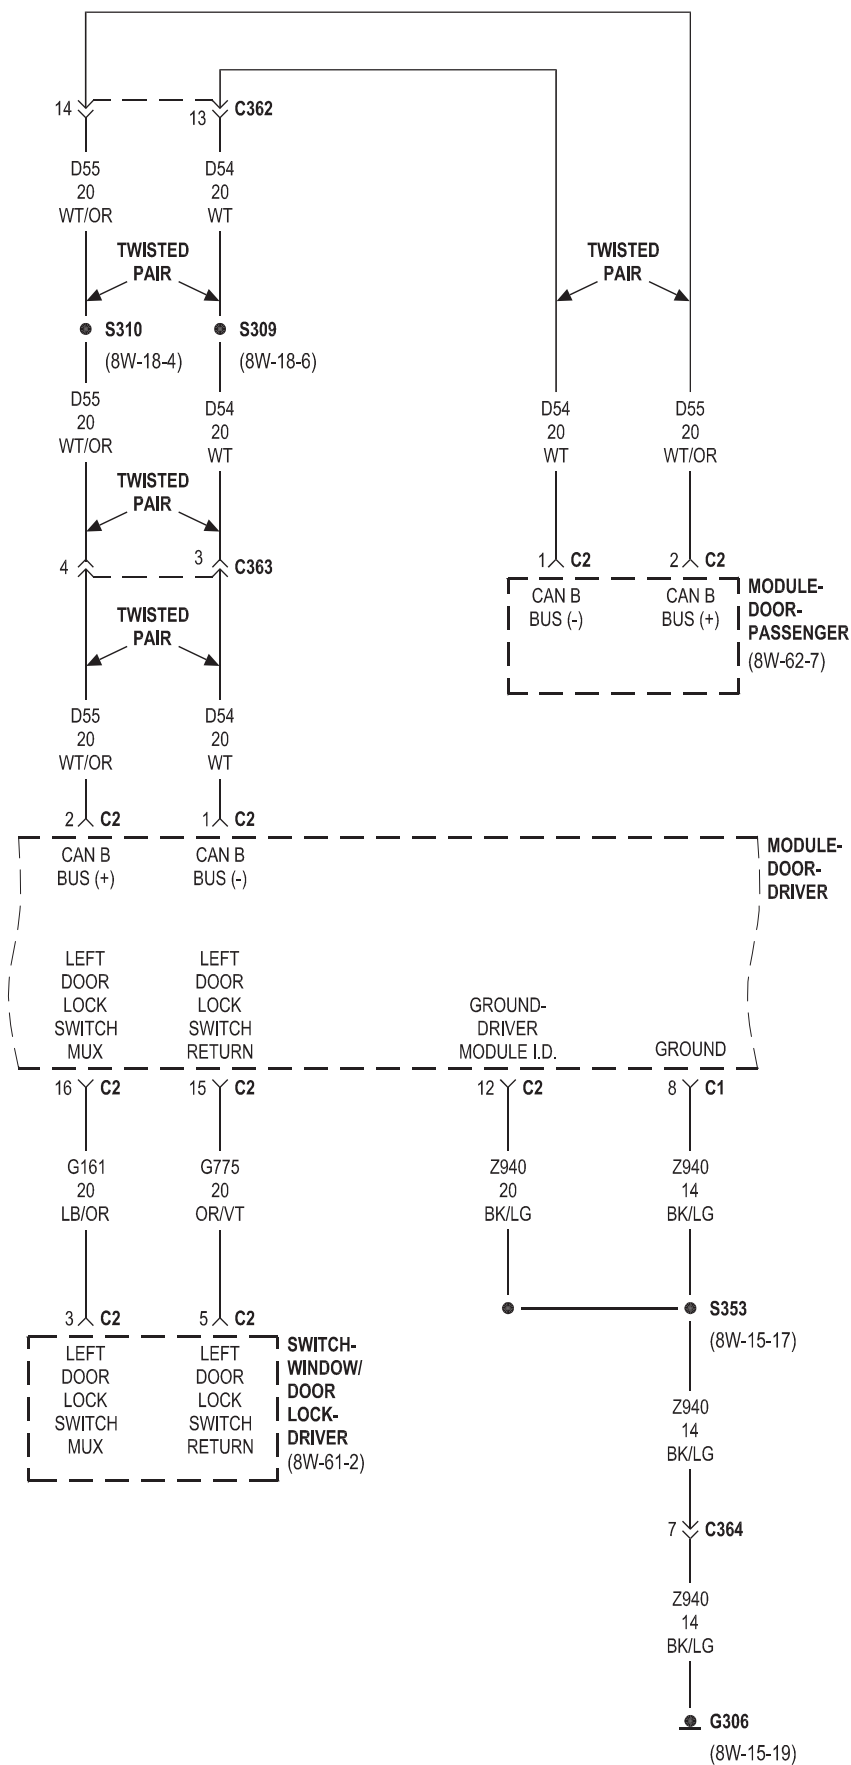 14
13
C362
D55
20
WT/OR
D54
20
WT
TWISTED
PAIR
TWISTED
PAIR
S310
(8W-18-4)
S309
(8W-18-6)
D55
20
WT/OR
D54
20
WT
D54
20
WT
D55
20
WT/OR
TWISTED
PAIR
4
3
C363
1
C2
2
C2
CAN B
BUS (-)
CAN B
BUS (+)
MODULE-
DOOR-
PASSENGER
(8W-62-7)
TWISTED
PAIR
D55
20
WT/OR
D54
20
WT
2
C2
1
C2
CAN B
BUS (+)
CAN B
BUS (-)
MODULE-
DOOR-
DRIVER
LEFT
DOOR
LOCK
SWITCH
MUX
LEFT
DOOR
LOCK
SWITCH
RETURN
GROUND-
DRIVER
MODULE I.D.
GROUND
16
C2
15
C2
12
C2
8
C1
G161
20
LB/OR
G775
20
OR/VT
Z940
20
BK/LG
Z940
14
BK/LG
3
C2
5
C2
S353
(8W-15-17)
LEFT
DOOR
LOCK
SWITCH
MUX
LEFT
DOOR
LOCK
SWITCH
RETURN
SWITCH-
WINDOW/
DOOR
LOCK-
DRIVER
(8W-61-2)
Z940
14
BK/LG
7
C364
Z940
14
BK/LG
G306
(8W-15-19)